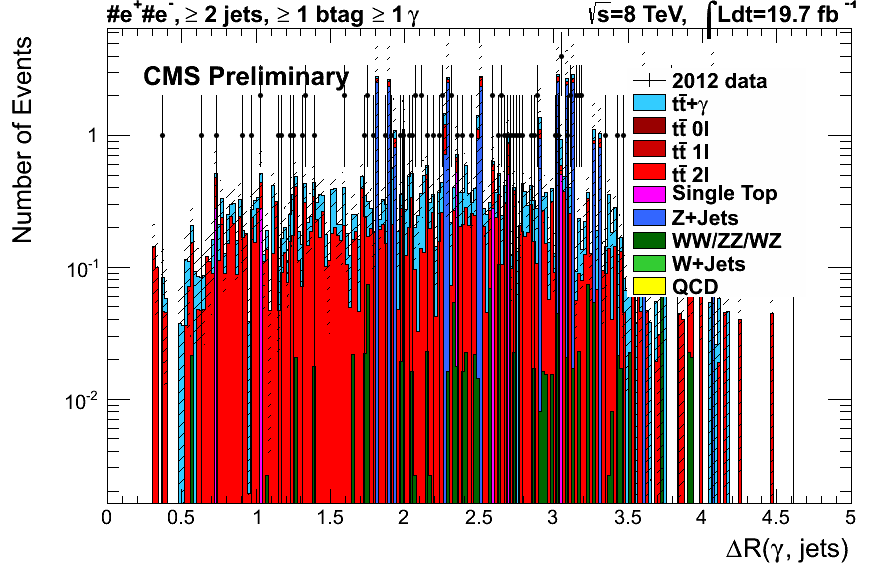 #e⁺#e⁻, ≥ 2 jets, ≥ 1 btag ≥ 1 γ
√s=8 TeV, ∫Ldt=19.7 fb⁻¹
CMS Preliminary
2012 data
tt̄+γ
tt̄ 0l
tt̄ 1l
tt̄ 2l
Single Top
Z+Jets
WW/ZZ/WZ
W+Jets
QCD
Number of Events
1
10⁻¹
10⁻²
0 0.5 1 1.5 2 2.5 3 3.5 4 4.5 5
ΔR(γ, jets)